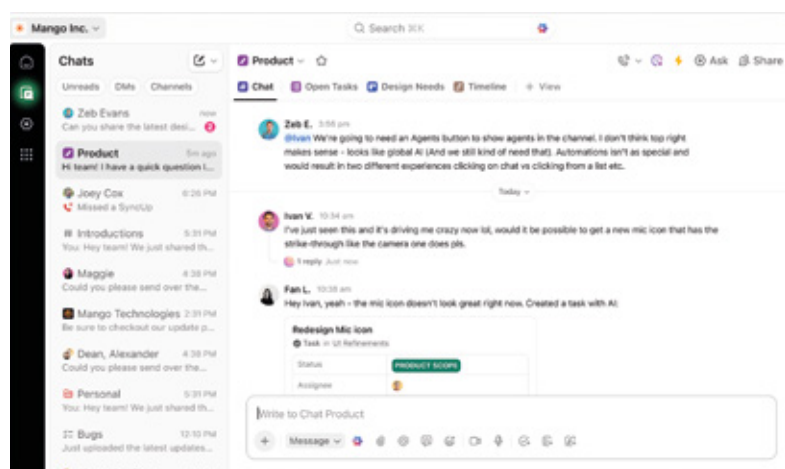 Mango Inc.
Search ⌘K
Chats
Product
Ask
Share
Unreads
DMs
Channels
Chat
Open Tasks
Design Needs
Timeline
+ View
Zeb Evans
now
Can you share the latest desi...
Product
5m ago
Hi team! I have a quick question i...
Joey Cox
6:26 PM
Missed a SyncUp
# Introductions
5:31 PM
You: Hey team! We just shared th...
Maggie
4:38 PM
Could you please send over the...
Mango Technologies
2:31 PM
Be sure to checkout our update p...
Dean, Alexander
4:38 PM
Could you please send over the...
Personal
5:31 PM
You: Hey team! We just shared th...
Bugs
12:10 PM
Just uploaded the latest updates...
Zeb E. 3:56 pm
@Ivan We're going to need an Agents button to show agents in the channel. I don't think top right
makes sense - looks like global AI (And we still kind of need that). Automations isn't as special and
would result in two different experiences clicking on chat vs clicking from a list etc.
Today
Ivan V. 10:34 am
I've just seen this and it's driving me crazy now lol, would it be possible to get a new mic icon that has the
strike-through like the camera one does pls.
1 reply Just now
Fan L. 10:38 am
Hey Ivan, yeah - the mic icon doesn't look great right now. Created a task with AI:
Redesign Mic icon
Task in UI Refinements
Status
PRODUCT SCOPE
Assignee
Write to Chat Product
+
Message